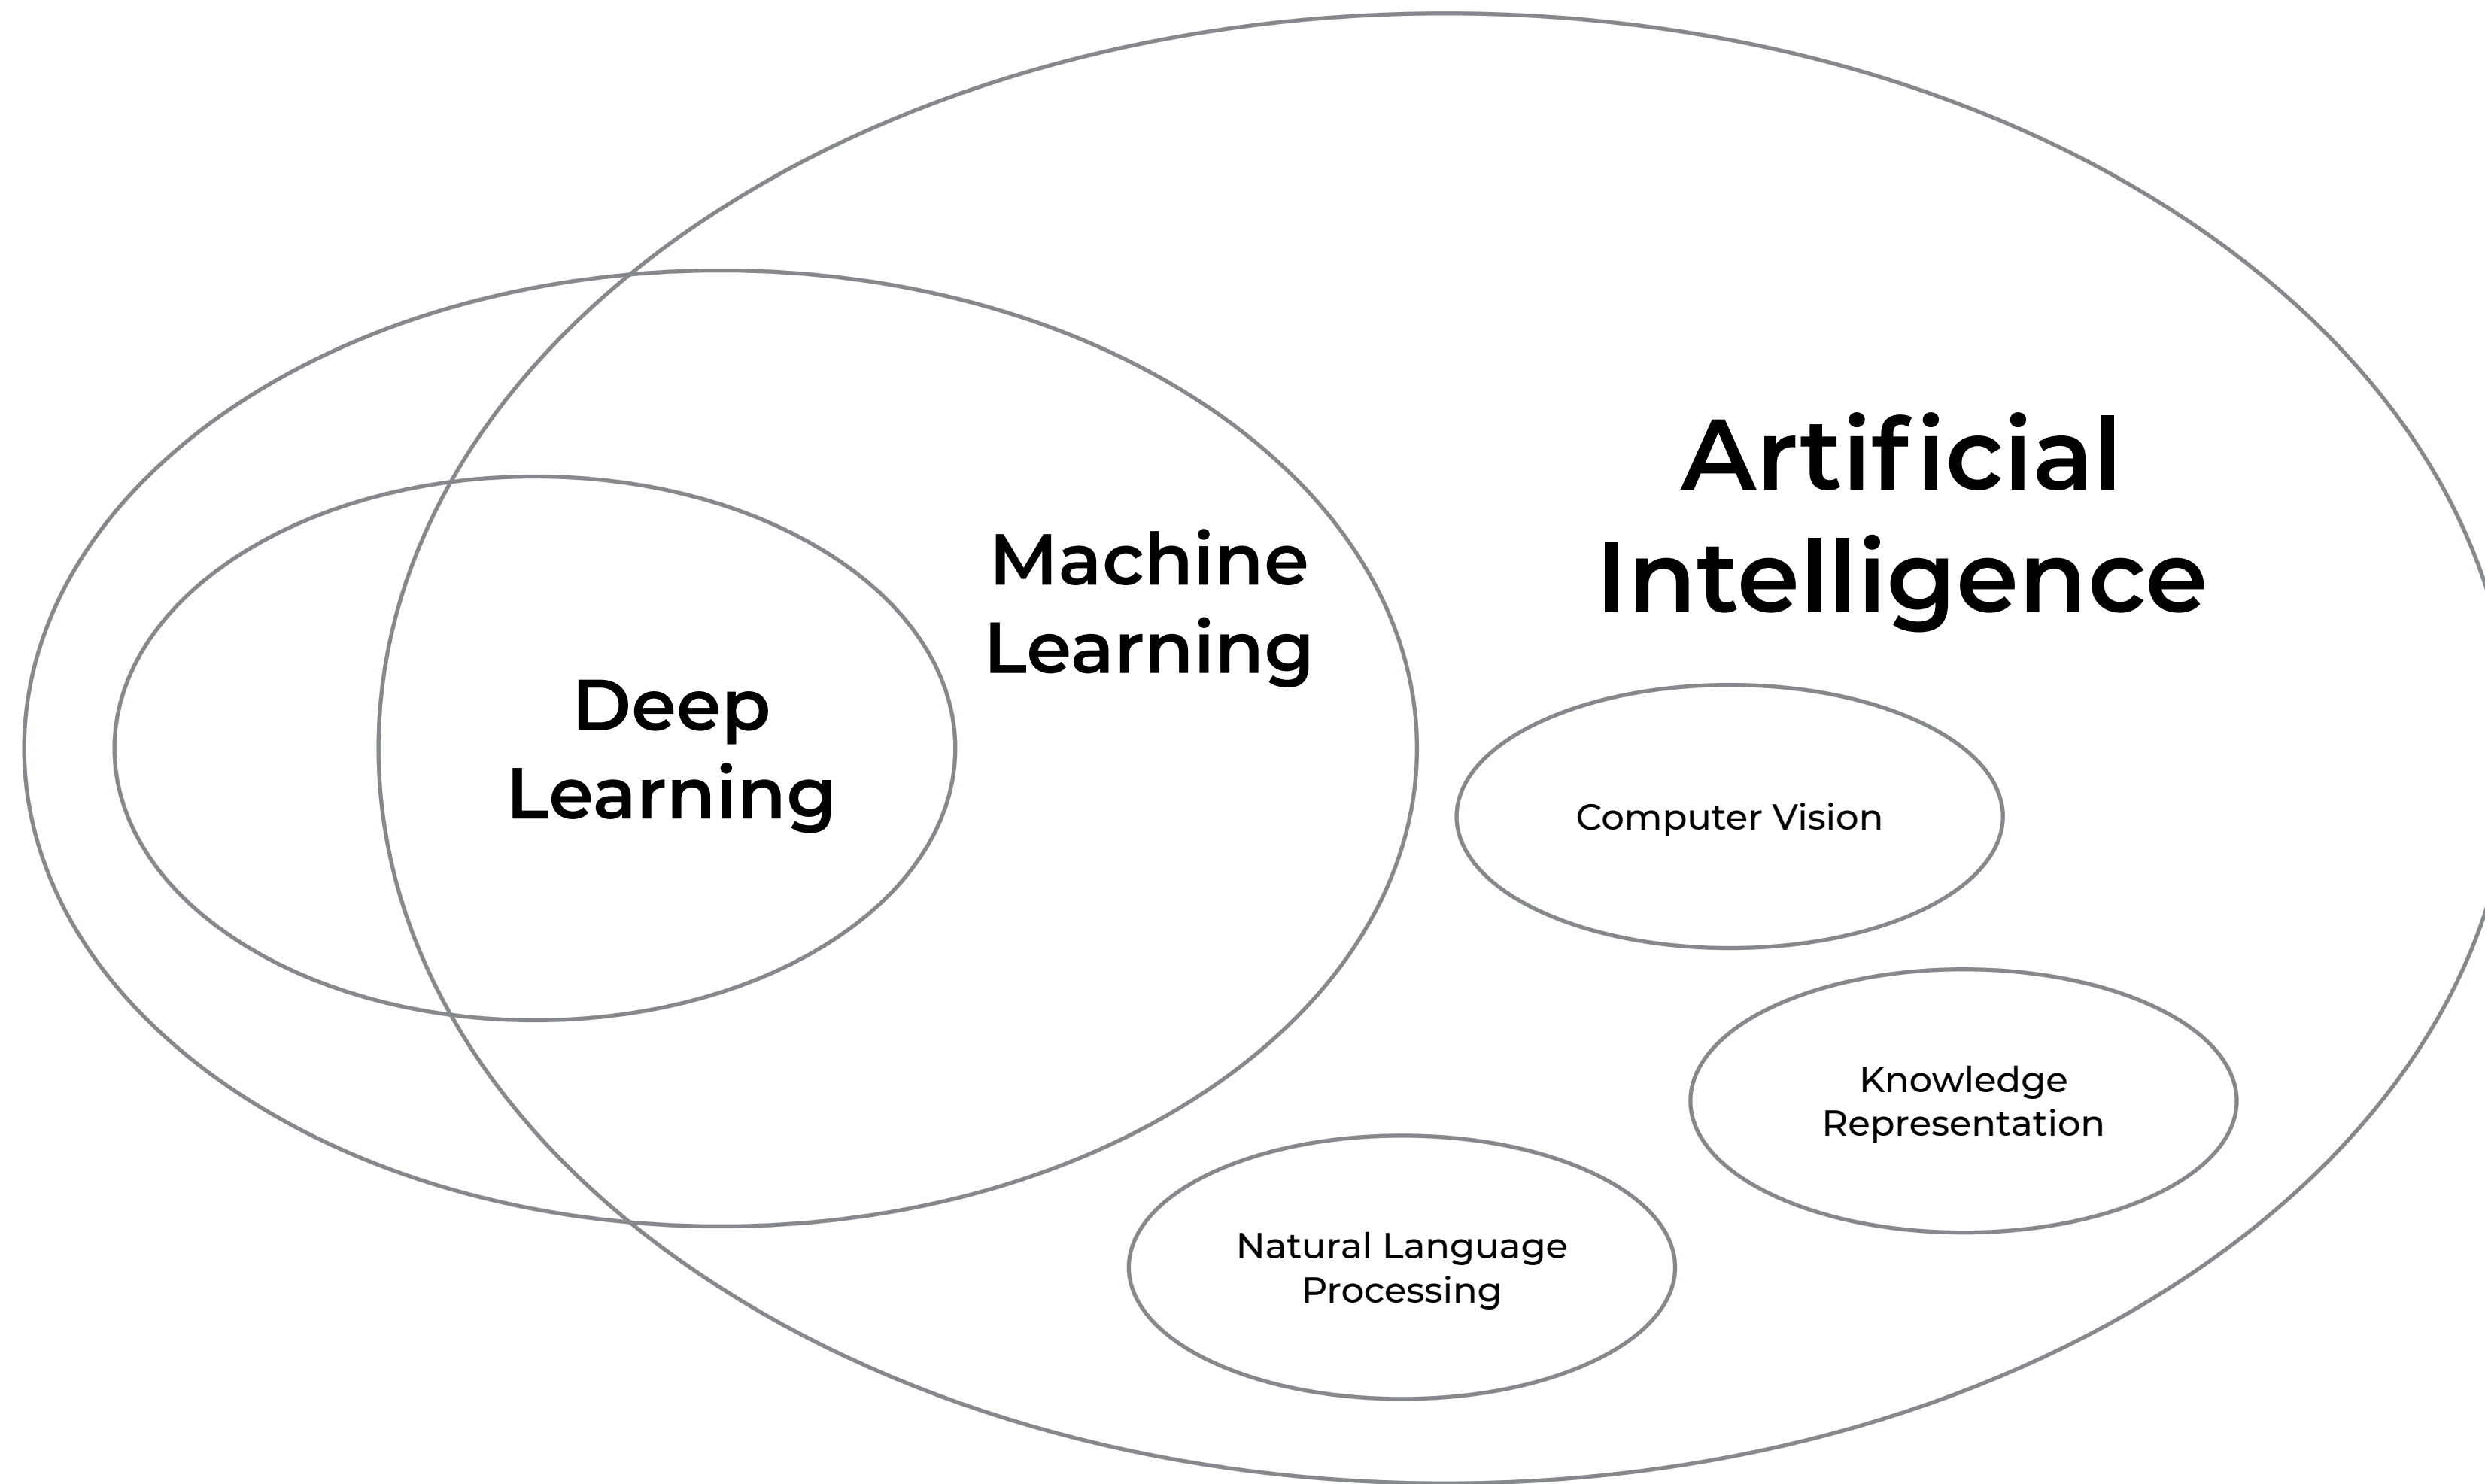 Artificial
Intelligence
Machine
Learning
Deep
Learning
Computer Vision
Knowledge
Representation
Natural Language
Processing